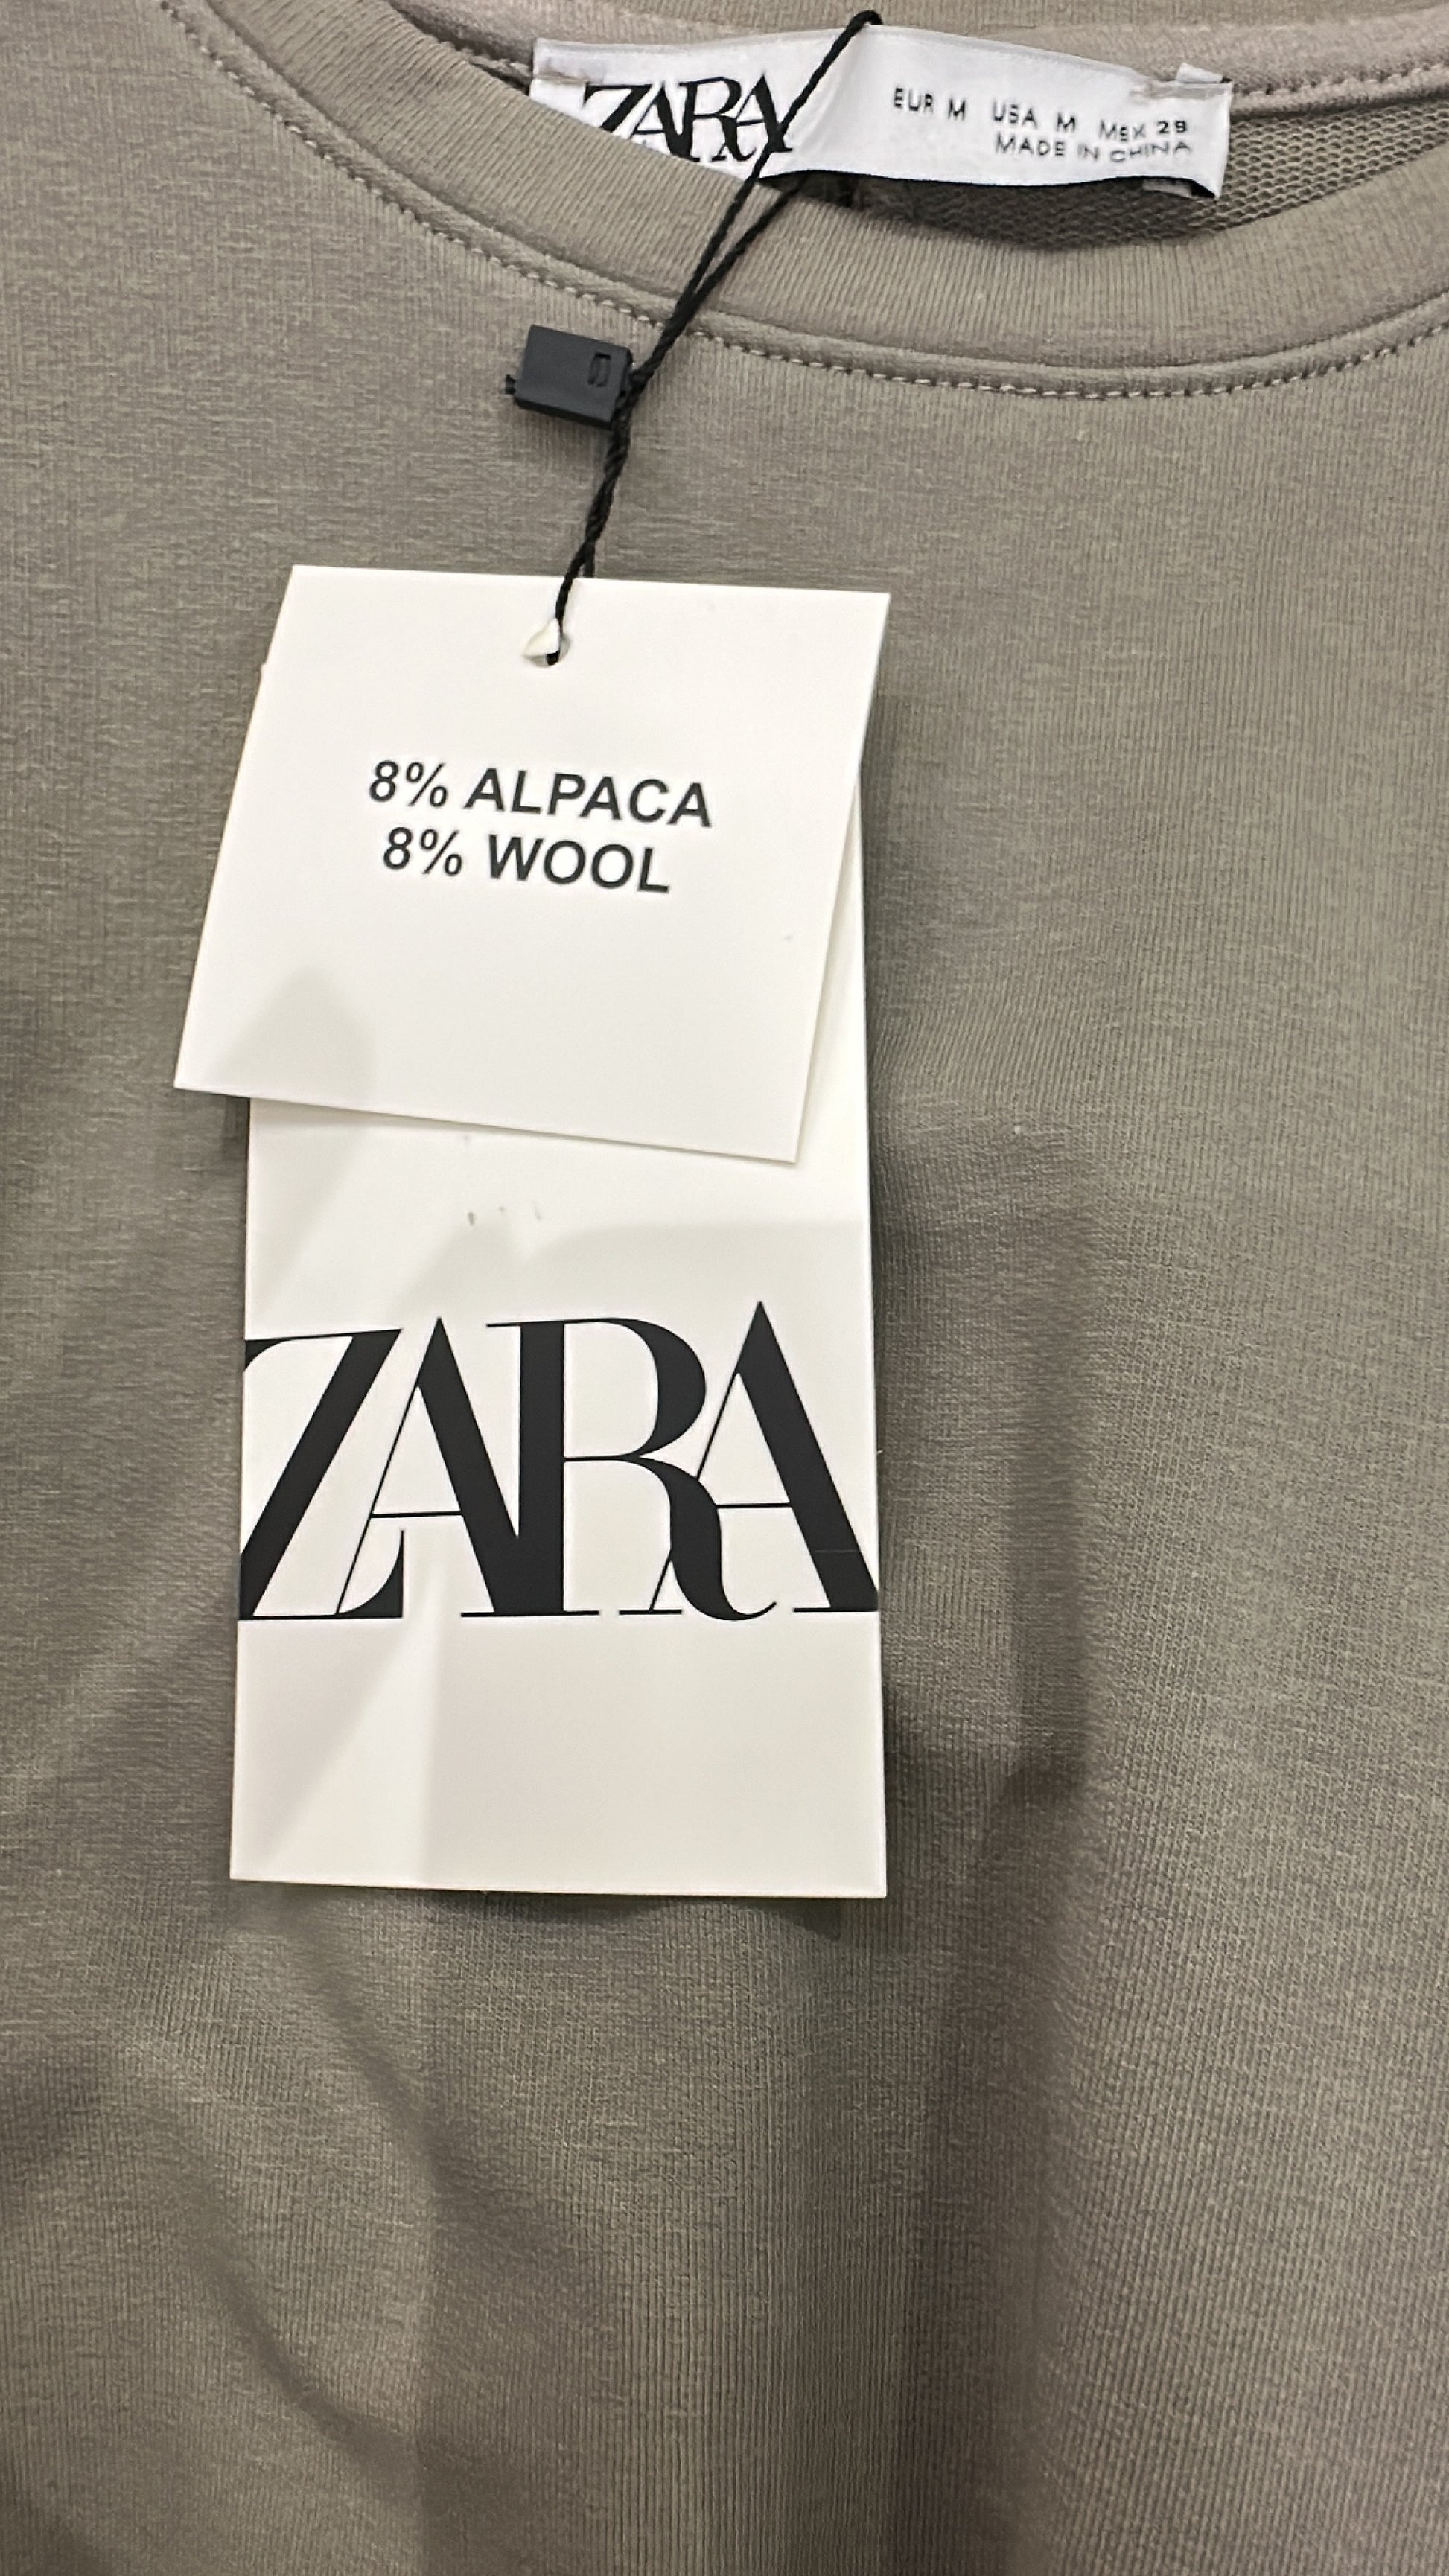 ZARA
EUR M USA M MEX 28
MADE IN CHINA
8% ALPACA
8% WOOL
ZARA